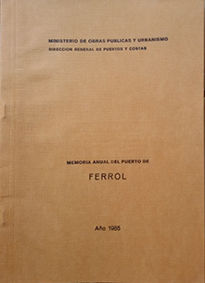 MINISTERIO DE OBRAS PUBLICAS Y URBANISMO
DIRECCION GENERAL DE PUERTOS Y COSTAS
MEMORIA ANUAL DEL PUERTO DE
FERROL
Año 1985